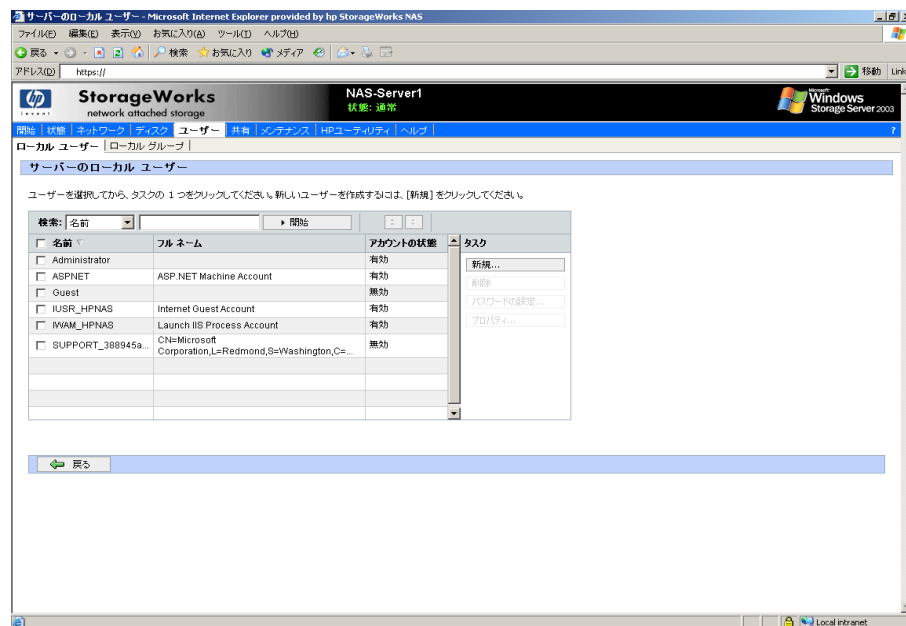 サーバーのローカル ユーザー - Microsoft Internet Explorer provided by hp StorageWorks NAS
ファイル(F) 編集(E) 表示(V) お気に入り(A) ツール(T) ヘルプ(H)
戻る 検索 お気に入り メディア
アドレス(D) https:// 移動 Link
hp
invent
StorageWorks
network attached storage
NAS-Server1
状態: 通常
Microsoft
Windows
Storage Server 2003
開始 | 状態 | ネットワーク | ディスク | ユーザー | 共有 | メンテナンス | HPユーティリティ | ヘルプ | ?
ローカル ユーザー | ローカル グループ |
サーバーのローカル ユーザー
ユーザーを選択してから、タスクの 1 つをクリックしてください。新しいユーザーを作成するには、[新規] をクリックしてください。
検索: 名前 開始
名前 フル ネーム アカウントの状態 タスク
Administrator 有効
新規...
ASPNET ASP.NET Machine Account 有効
削除
Guest 無効
パスワードの設定...
IUSR_HPNAS Internet Guest Account 有効
プロパティ...
IWAM_HPNAS Launch IIS Process Account 有効
SUPPORT_388945a... CN=Microsoft Corporation,L=Redmond,S=Washington,C=... 無効
戻る
Local intranet